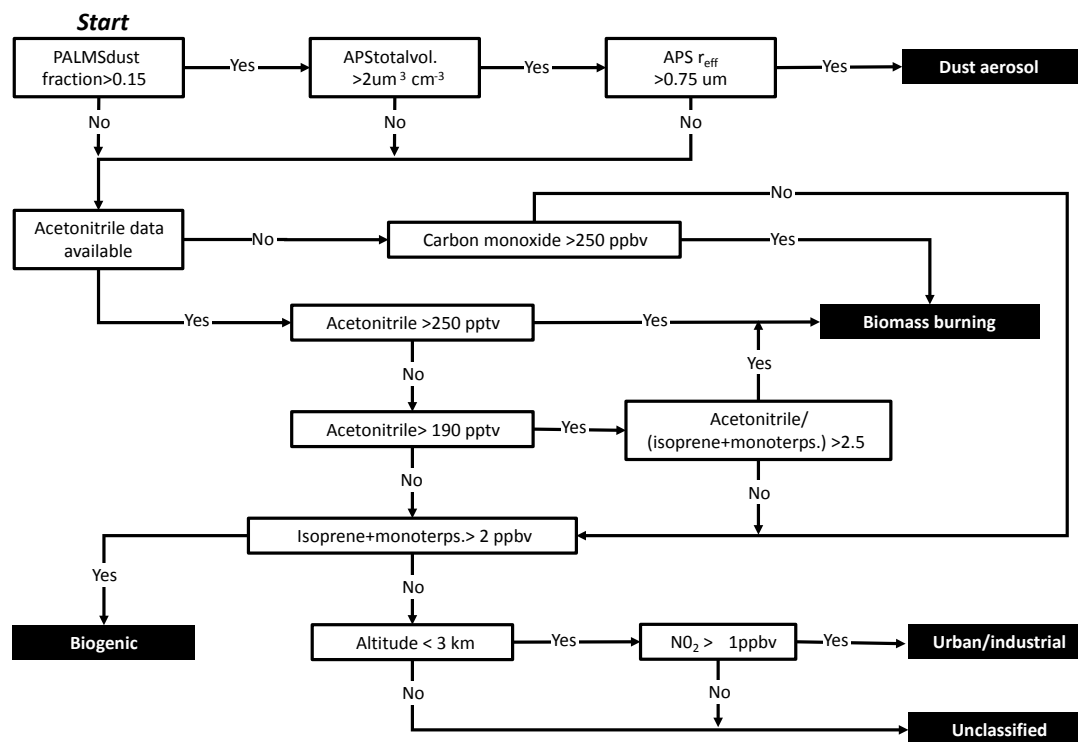 Start
PALMSdust
fraction>0.15
Yes
APStotalvol.
>2um³ cm⁻³
Yes
APS rₑff
>0.75 um
Yes
Dust aerosol
No
No
No
No
Acetonitrile data
available
No
Carbon monoxide >250 ppbv
Yes
Yes
Acetonitrile >250 pptv
Yes
Biomass burning
No
Yes
Acetonitrile> 190 pptv
Yes
Acetonitrile/
(isoprene+monoterps.) >2.5
No
No
Isoprene+monoterps.> 2 ppbv
Yes
No
Biogenic
Altitude < 3 km
Yes
N0₂ > 1ppbv
Yes
Urban/industrial
No
No
Unclassified